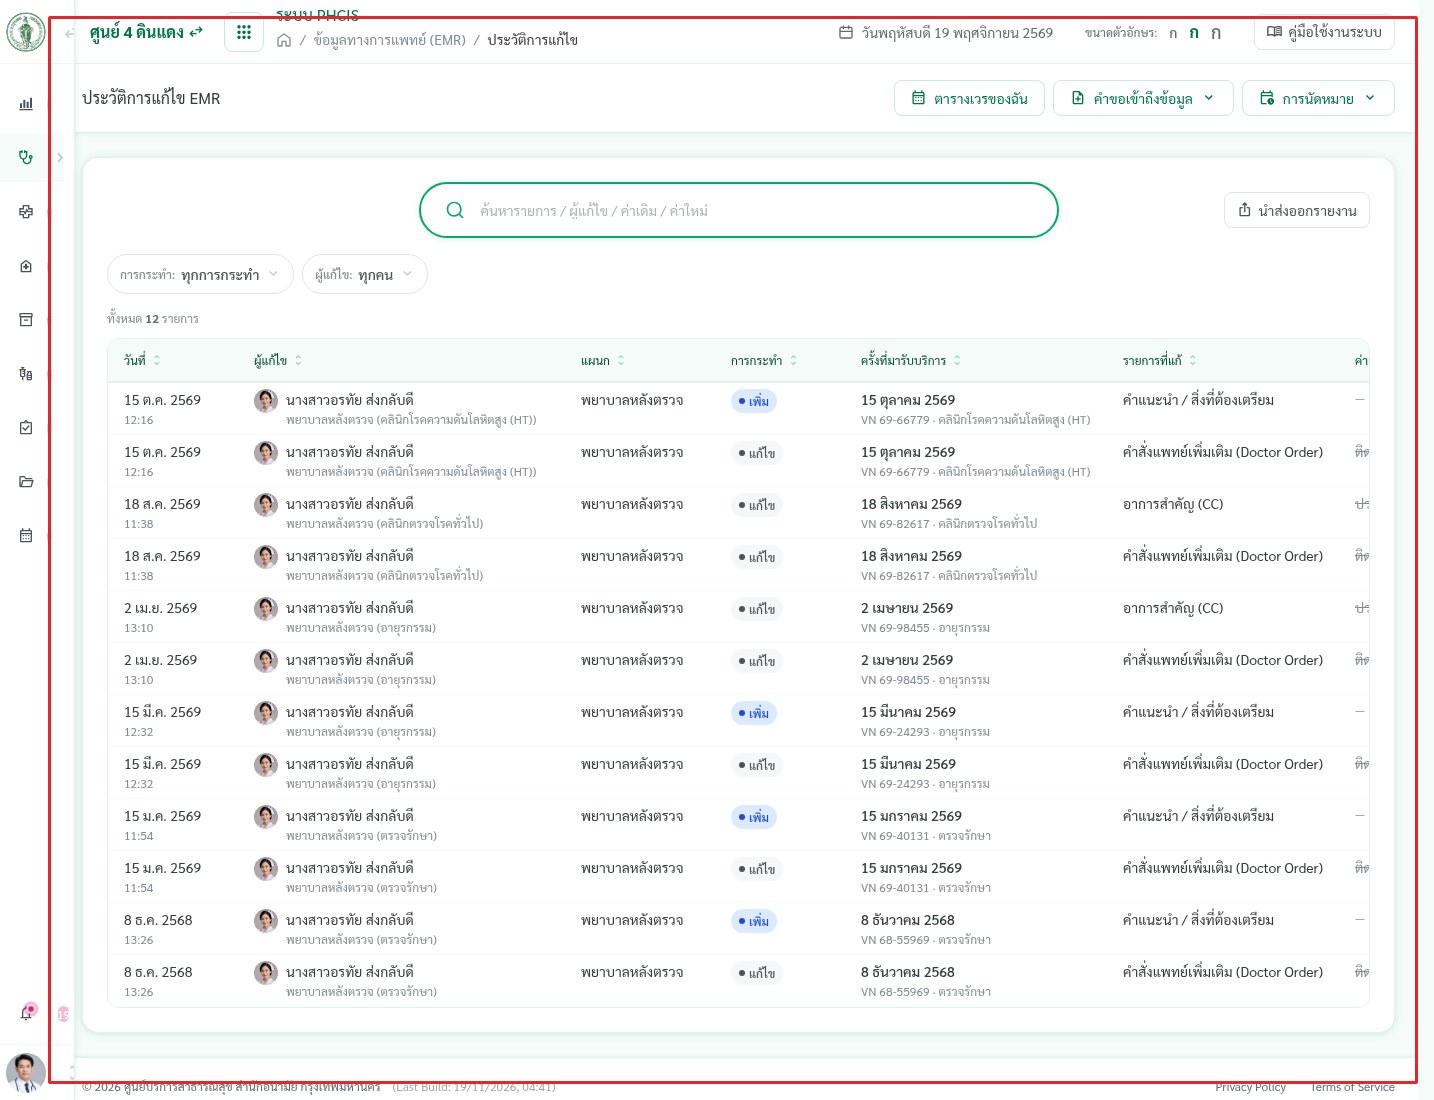 ระบบ PHCIS
ศูนย์ 4 ดินแดง
/ ข้อมูลทางการแพทย์ (EMR) / ประวัติการแก้ไข
วันพฤหัสบดี 19 พฤศจิกายน 2569
ขนาดตัวอักษร: ก ก ก
คู่มือใช้งานระบบ
ประวัติการแก้ไข EMR
ตารางเวรของฉัน
คำขอเข้าถึงข้อมูล
การนัดหมาย
ค้นหารายการ / ผู้แก้ไข / ค่าเดิม / ค่าใหม่
นำส่งออกรายงาน
การกระทำ: ทุกการกระทำ
ผู้แก้ไข: ทุกคน
ทั้งหมด 12 รายการ
วันที่ ผู้แก้ไข แผนก การกระทำ ครั้งที่มารับบริการ รายการที่แก้ ค่า
15 ต.ค. 2569 นางสาวอรทัย ส่งกลับดี พยาบาลหลังตรวจ เพิ่ม 15 ตุลาคม 2569 คำแนะนำ / สิ่งที่ต้องเตรียม —
12:16 พยาบาลหลังตรวจ (คลินิกโรคความดันโลหิตสูง (HT)) VN 69-66779 · คลินิกโรคความดันโลหิตสูง (HT)
15 ต.ค. 2569 นางสาวอรทัย ส่งกลับดี พยาบาลหลังตรวจ แก้ไข 15 ตุลาคม 2569 คำสั่งแพทย์เพิ่มเติม (Doctor Order)
12:16 พยาบาลหลังตรวจ (คลินิกโรคความดันโลหิตสูง (HT)) VN 69-66779 · คลินิกโรคความดันโลหิตสูง (HT)
18 ส.ค. 2569 นางสาวอรทัย ส่งกลับดี พยาบาลหลังตรวจ แก้ไข 18 สิงหาคม 2569 อาการสำคัญ (CC)
11:38 พยาบาลหลังตรวจ (คลินิกตรวจโรคทั่วไป) VN 69-82617 · คลินิกตรวจโรคทั่วไป
18 ส.ค. 2569 นางสาวอรทัย ส่งกลับดี พยาบาลหลังตรวจ แก้ไข 18 สิงหาคม 2569 คำสั่งแพทย์เพิ่มเติม (Doctor Order)
11:38 พยาบาลหลังตรวจ (คลินิกตรวจโรคทั่วไป) VN 69-82617 · คลินิกตรวจโรคทั่วไป
2 เม.ย. 2569 นางสาวอรทัย ส่งกลับดี พยาบาลหลังตรวจ แก้ไข 2 เมษายน 2569 อาการสำคัญ (CC)
13:10 พยาบาลหลังตรวจ (อายุรกรรม) VN 69-98455 · อายุรกรรม
2 เม.ย. 2569 นางสาวอรทัย ส่งกลับดี พยาบาลหลังตรวจ แก้ไข 2 เมษายน 2569 คำสั่งแพทย์เพิ่มเติม (Doctor Order)
13:10 พยาบาลหลังตรวจ (อายุรกรรม) VN 69-98455 · อายุรกรรม
15 มี.ค. 2569 นางสาวอรทัย ส่งกลับดี พยาบาลหลังตรวจ เพิ่ม 15 มีนาคม 2569 คำแนะนำ / สิ่งที่ต้องเตรียม —
12:32 พยาบาลหลังตรวจ (อายุรกรรม) VN 69-24293 · อายุรกรรม
15 มี.ค. 2569 นางสาวอรทัย ส่งกลับดี พยาบาลหลังตรวจ แก้ไข 15 มีนาคม 2569 คำสั่งแพทย์เพิ่มเติม (Doctor Order)
12:32 พยาบาลหลังตรวจ (อายุรกรรม) VN 69-24293 · อายุรกรรม
15 ม.ค. 2569 นางสาวอรทัย ส่งกลับดี พยาบาลหลังตรวจ เพิ่ม 15 มกราคม 2569 คำแนะนำ / สิ่งที่ต้องเตรียม —
11:54 พยาบาลหลังตรวจ (ตรวจรักษา) VN 69-40131 · ตรวจรักษา
15 ม.ค. 2569 นางสาวอรทัย ส่งกลับดี พยาบาลหลังตรวจ แก้ไข 15 มกราคม 2569 คำสั่งแพทย์เพิ่มเติม (Doctor Order)
11:54 พยาบาลหลังตรวจ (ตรวจรักษา) VN 69-40131 · ตรวจรักษา
8 ธ.ค. 2568 นางสาวอรทัย ส่งกลับดี พยาบาลหลังตรวจ เพิ่ม 8 ธันวาคม 2568 คำแนะนำ / สิ่งที่ต้องเตรียม —
13:26 พยาบาลหลังตรวจ (ตรวจรักษา) VN 68-55969 · ตรวจรักษา
8 ธ.ค. 2568 นางสาวอรทัย ส่งกลับดี พยาบาลหลังตรวจ แก้ไข 8 ธันวาคม 2568 คำสั่งแพทย์เพิ่มเติม (Doctor Order)
13:26 พยาบาลหลังตรวจ (ตรวจรักษา) VN 68-55969 · ตรวจรักษา
© 2026 ศูนย์บริการสาธารณสุข สำนักอนามัย กรุงเทพมหานคร (Last Build: 19/11/2026, 04:41)
Privacy Policy Terms of Service